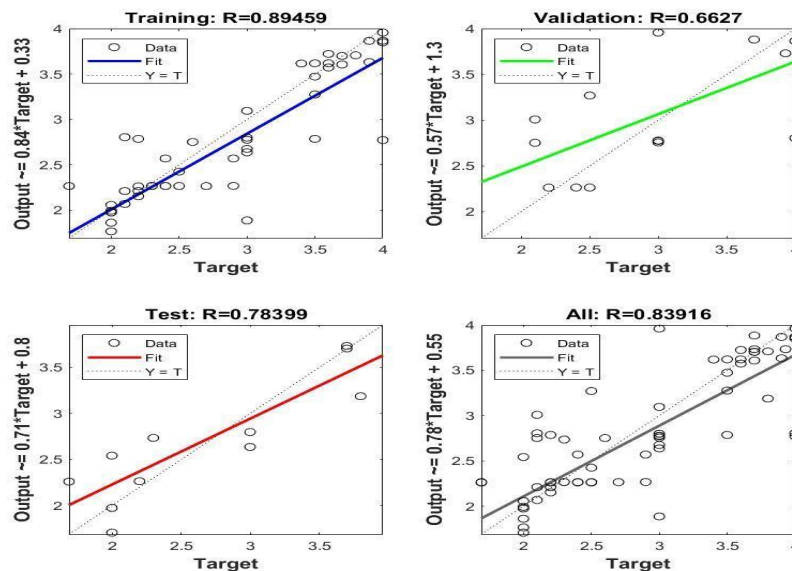 Training: R=0.89459
Output ~= 0.84*Target + 0.33
4
3.5
3
2.5
2
Data
Fit
Y = T
2
2.5
3
3.5
4
Target
Validation: R=0.6627
Output ~= 0.57*Target + 1.3
4
3.5
3
2.5
2
Data
Fit
Y = T
2
2.5
3
3.5
4
Target
Test: R=0.78399
Output ~= 0.71*Target + 0.8
3.5
3
2.5
2
Data
Fit
Y = T
2
2.5
3
3.5
Target
All: R=0.83916
Output ~= 0.78*Target + 0.55
4
3.5
3
2.5
2
Data
Fit
Y = T
2
2.5
3
3.5
4
Target